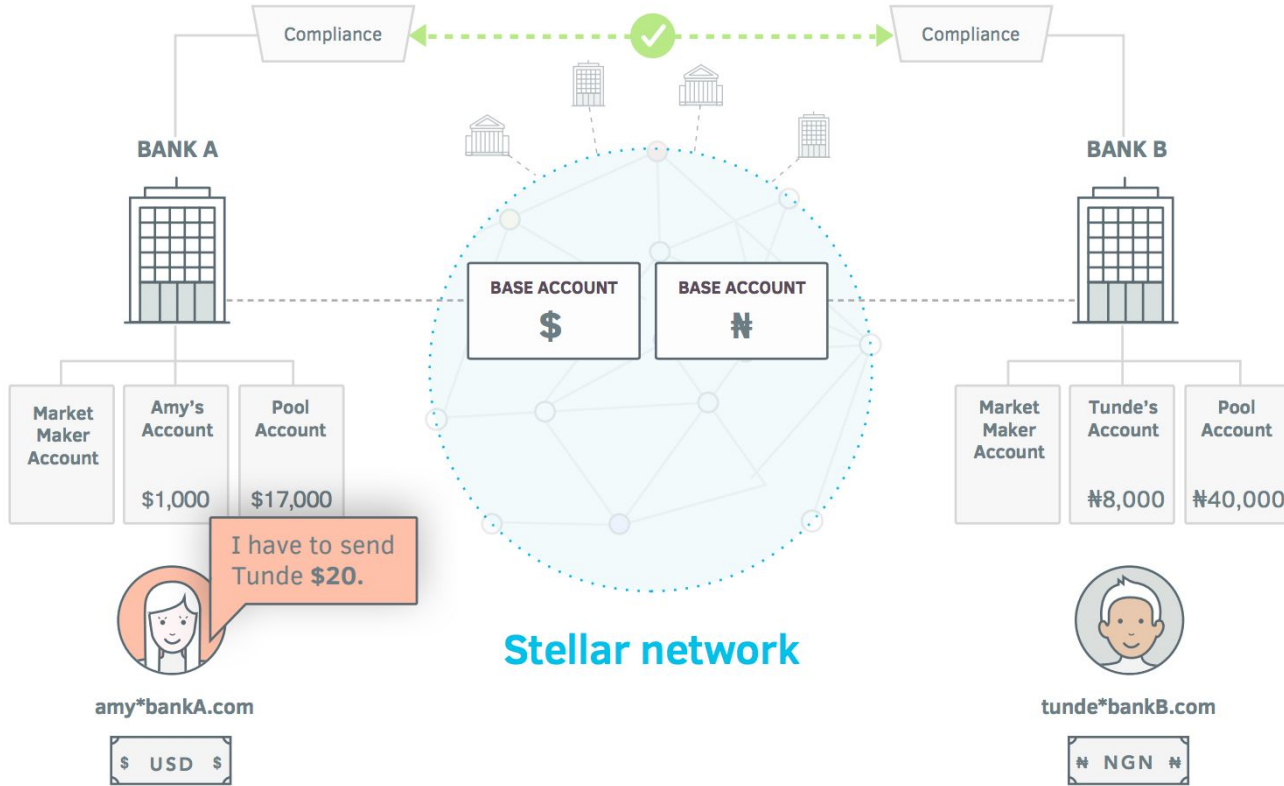 Compliance
Compliance
BANK A
BANK B
BASE ACCOUNT
$
BASE ACCOUNT
₦
Market
Maker
Account
Amy's
Account
$1,000
Pool
Account
$17,000
Market
Maker
Account
Tunde's
Account
₦8,000
Pool
Account
₦40,000
I have to send
Tunde $20.
Stellar network
amy*bankA.com
tunde*bankB.com
$ USD $
₦ NGN ₦